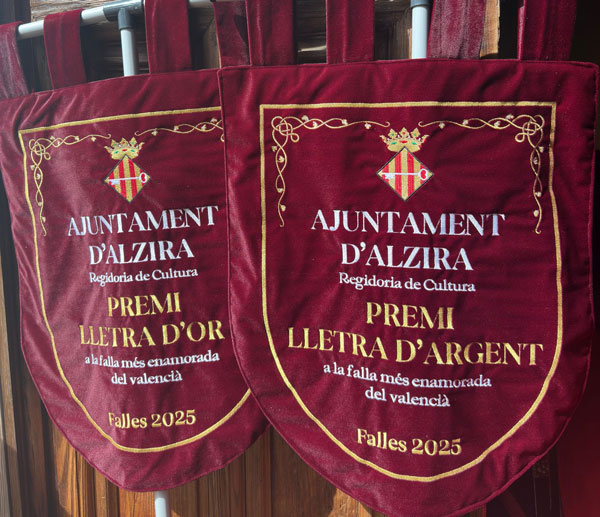 AJUNTAMENT
D'ALZIRA
Regidoria de Cultura
PREMI
LLETRA D'OR
a la falla més enamorada
del valencià
Falles 2025
AJUNTAMENT
D'ALZIRA
Regidoria de Cultura
PREMI
LLETRA D'ARGENT
a la falla més enamorada
del valencià
Falles 2025